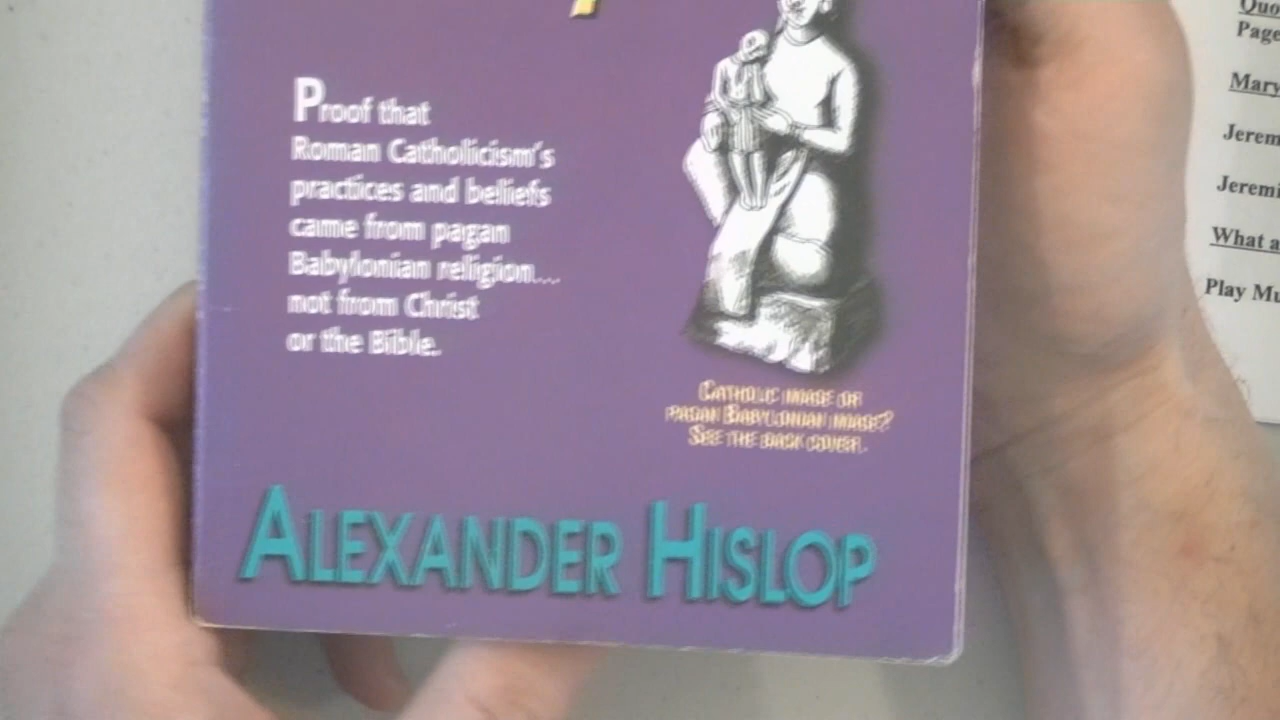 Proof that
Roman Catholicism's
practices and beliefs
came from pagan
Babylonian religion...
not from Christ
or the Bible.
CATHOLIC IMAGE OR
PAGAN BABYLONIAN IMAGE?
SEE THE BACK COVER.
ALEXANDER HISLOP
Quo
Page
Mary
Jerem
Jeremi
What a
Play Mu